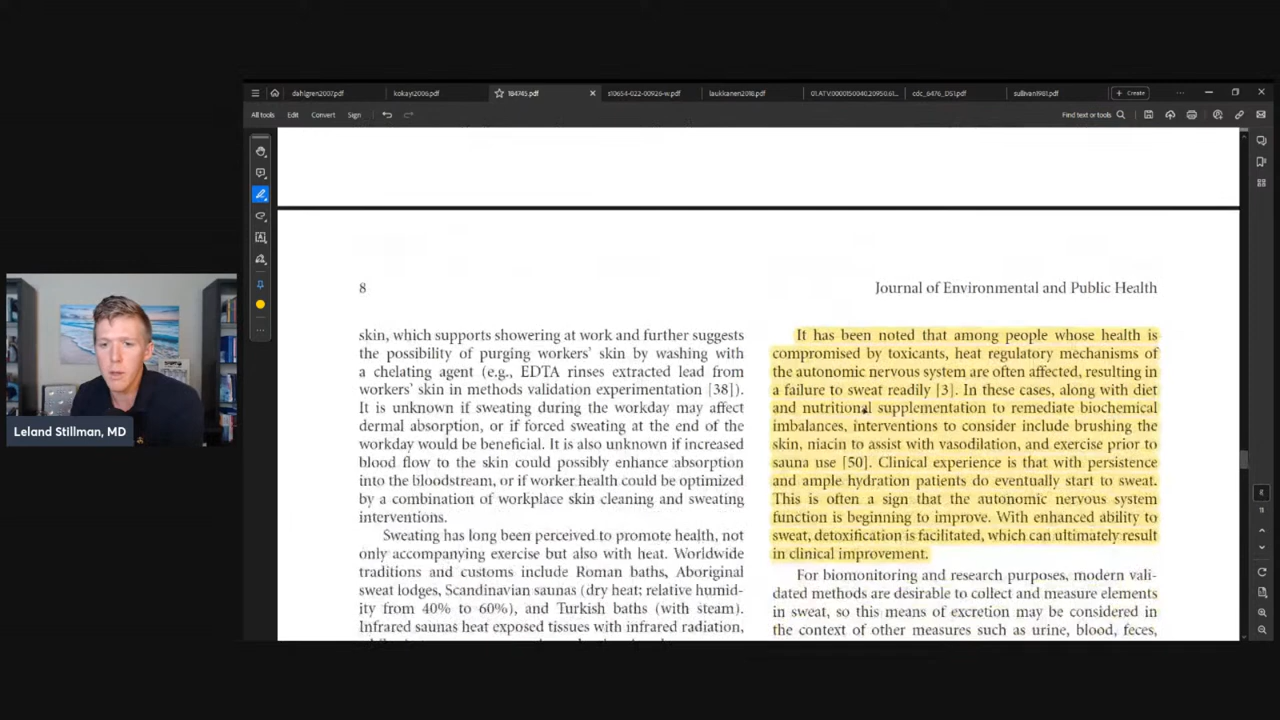 dahlgren2007pdf
kokayi2006.pdf
184745.pdf
s10654-022-00926-w.pdf
laukkanen2018.pdf
01.ATV.0000150040.20950.61...
cdc_6476_DS1.pdf
sullivan1981.pdf
Create
All tools
Edit
Convert
Sign
Find text or tools
8
Journal of Environmental and Public Health
skin, which supports showering at work and further suggests
the possibility of purging workers' skin by washing with
a chelating agent (e.g., EDTA rinses extracted lead from
workers' skin in methods validation experimentation [38]).
It is unknown if sweating during the workday may affect
dermal absorption, or if forced sweating at the end of the
workday would be beneficial. It is also unknown if increased
blood flow to the skin could possibly enhance absorption
into the bloodstream, or if worker health could be optimized
by a combination of workplace skin cleaning and sweating
interventions.
Sweating has long been perceived to promote health, not
only accompanying exercise but also with heat. Worldwide
traditions and customs include Roman baths, Aboriginal
sweat lodges, Scandinavian saunas (dry heat; relative humid-
ity from 40% to 60%), and Turkish baths (with steam).
Infrared saunas heat exposed tissues with infrared radiation,
It has been noted that among people whose health is
compromised by toxicants, heat regulatory mechanisms of
the autonomic nervous system are often affected, resulting in
a failure to sweat readily [3]. In these cases, along with diet
and nutritional supplementation to remediate biochemical
imbalances, interventions to consider include brushing the
skin, niacin to assist with vasodilation, and exercise prior to
sauna use [50]. Clinical experience is that with persistence
and ample hydration patients do eventually start to sweat.
This is often a sign that the autonomic nervous system
function is beginning to improve. With enhanced ability to
sweat, detoxification is facilitated, which can ultimately result
in clinical improvement.
For biomonitoring and research purposes, modern vali-
dated methods are desirable to collect and measure elements
in sweat, so this means of excretion may be considered in
the context of other measures such as urine, blood, feces,
Leland Stillman, MD